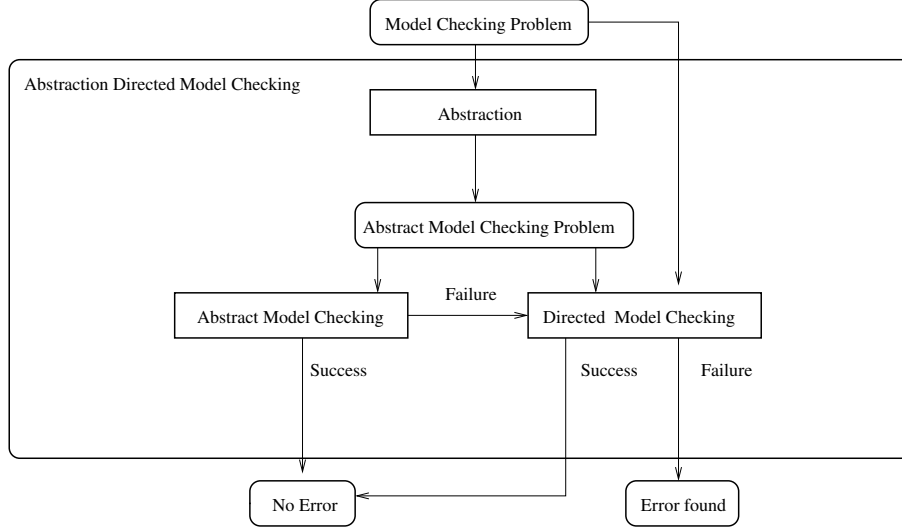 Model Checking Problem
Abstraction Directed Model Checking
Abstraction
Abstract Model Checking Problem
Failure
Abstract Model Checking
Directed Model Checking
Success
Success
Failure
No Error
Error found